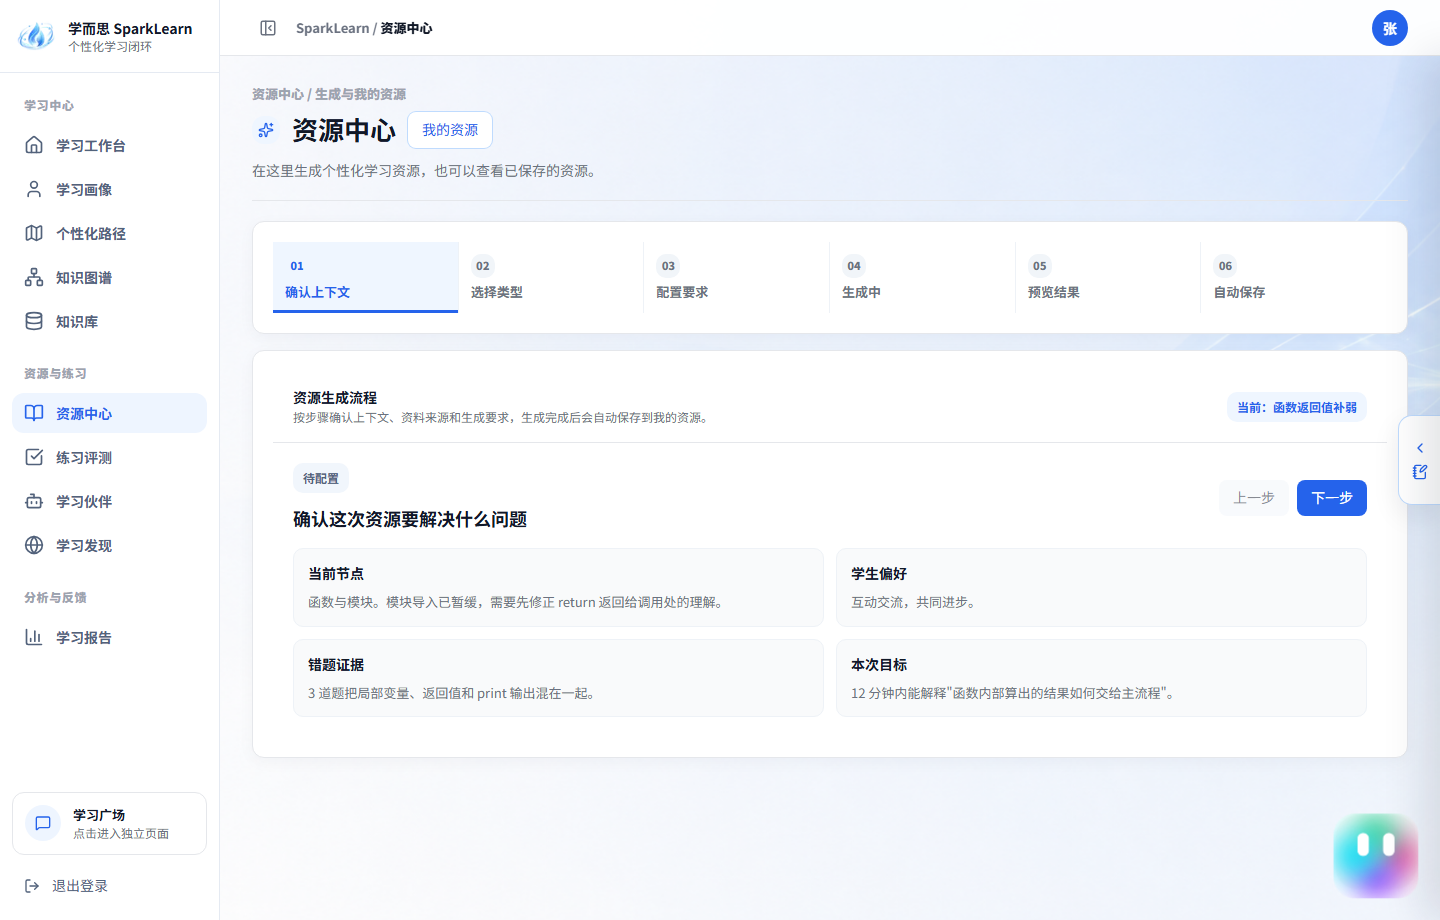 学而思 SparkLearn
个性化学习闭环
SparkLearn / 资源中心
张
学习中心
学习工作台
学习画像
个性化路径
知识图谱
知识库
资源与练习
资源中心
练习评测
学习伙伴
学习发现
分析与反馈
学习报告
学习广场
点击进入独立页面
退出登录
资源中心 / 生成与我的资源
资源中心
我的资源
在这里生成个性化学习资源，也可以查看已保存的资源。
01
确认上下文
02
选择类型
03
配置要求
04
生成中
05
预览结果
06
自动保存
资源生成流程
按步骤确认上下文、资料来源和生成要求，生成完成后会自动保存到我的资源。
当前：函数返回值补弱
待配置
确认这次资源要解决什么问题
上一步
下一步
当前节点
函数与模块。模块导入已暂缓，需要先修正 return 返回给调用处的理解。
学生偏好
互动交流，共同进步。
错题证据
3 道题把局部变量、返回值和 print 输出混在一起。
本次目标
12 分钟内能解释"函数内部算出的结果如何交给主流程"。